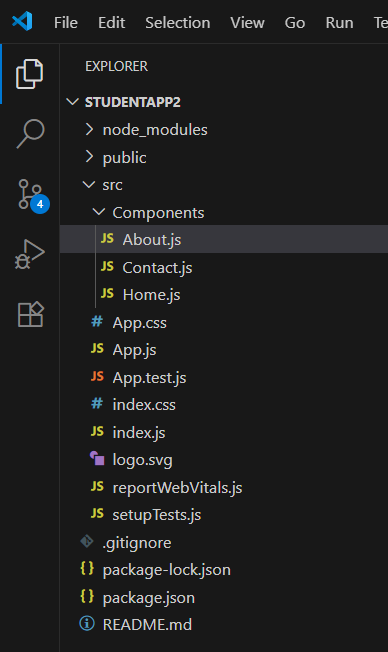 File Edit Selection View Go Run Te
EXPLORER
STUDENTAPP2
node_modules
public
src
Components
JS About.js
JS Contact.js
JS Home.js
# App.css
JS App.js
JS App.test.js
# index.css
JS index.js
logo.svg
JS reportWebVitals.js
JS setupTests.js
.gitignore
{} package-lock.json
{} package.json
README.md
4